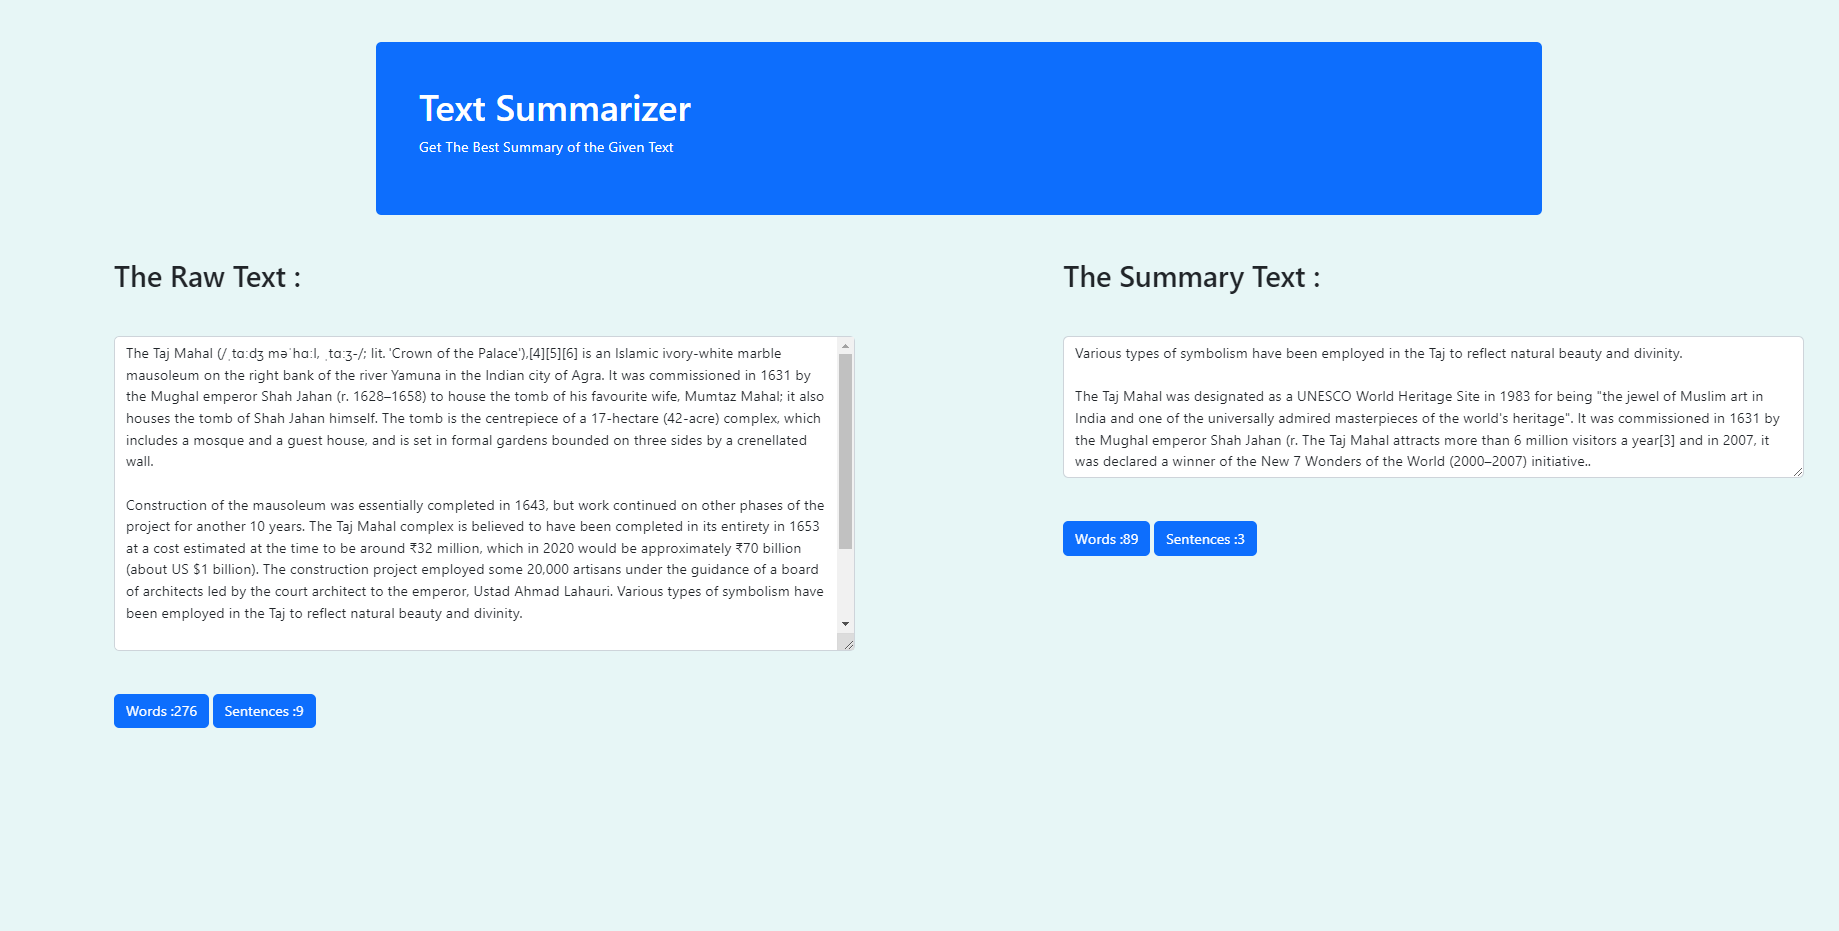 Text Summarizer
Get The Best Summary of the Given Text
The Raw Text :
The Taj Mahal (/ˌtɑːdʒ məˈhɑːl, ˌtɑːʒ-/; lit. 'Crown of the Palace'),[4][5][6] is an Islamic ivory-white marble
mausoleum on the right bank of the river Yamuna in the Indian city of Agra. It was commissioned in 1631 by
the Mughal emperor Shah Jahan (r. 1628–1658) to house the tomb of his favourite wife, Mumtaz Mahal; it also
houses the tomb of Shah Jahan himself. The tomb is the centrepiece of a 17-hectare (42-acre) complex, which
includes a mosque and a guest house, and is set in formal gardens bounded on three sides by a crenellated
wall.
Construction of the mausoleum was essentially completed in 1643, but work continued on other phases of the
project for another 10 years. The Taj Mahal complex is believed to have been completed in its entirety in 1653
at a cost estimated at the time to be around ₹32 million, which in 2020 would be approximately ₹70 billion
(about US $1 billion). The construction project employed some 20,000 artisans under the guidance of a board
of architects led by the court architect to the emperor, Ustad Ahmad Lahauri. Various types of symbolism have
been employed in the Taj to reflect natural beauty and divinity.
Words :276 Sentences :9
The Summary Text :
Various types of symbolism have been employed in the Taj to reflect natural beauty and divinity.
The Taj Mahal was designated as a UNESCO World Heritage Site in 1983 for being "the jewel of Muslim art in
India and one of the universally admired masterpieces of the world's heritage". It was commissioned in 1631 by
the Mughal emperor Shah Jahan (r. The Taj Mahal attracts more than 6 million visitors a year[3] and in 2007, it
was declared a winner of the New 7 Wonders of the World (2000–2007) initiative..
Words :89 Sentences :3